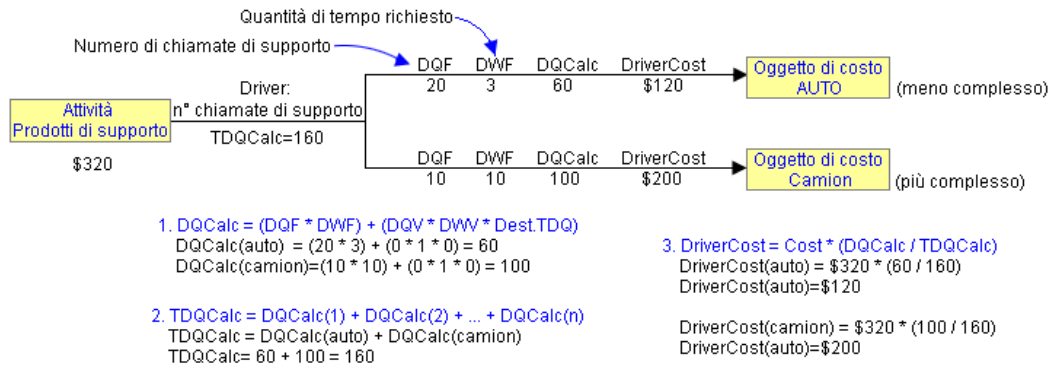 Quantità di tempo richiesto
Numero di chiamate di supporto
DQF DWF DQCalc DriverCost
20 3 60 $120
Oggetto di costo
AUTO
(meno complesso)
Attività
Prodotti di supporto
$320
Driver:
n° chiamate di supporto
TDQCalc=160
DQF DWF DQCalc DriverCost
10 10 100 $200
Oggetto di costo
Camion
(più complesso)
1. DQCalc = (DQF * DWF) + (DQV * DWV * Dest.TDQ)
DQCalc(auto) = (20 * 3) + (0 * 1 * 0) = 60
DQCalc(camion)=(10 * 10) + (0 * 1 * 0) = 100
2. TDQCalc = DQCalc(1) + DQCalc(2) + ... + DQCalc(n)
TDQCalc = DQCalc(auto) + DQCalc(camion)
TDQCalc= 60 + 100 = 160
3. DriverCost = Cost * (DQCalc / TDQCalc)
DriverCost(auto) = $320 * (60 / 160)
DriverCost(auto)=$120
DriverCost(camion) = $320 * (100 / 160)
DriverCost(auto)=$200